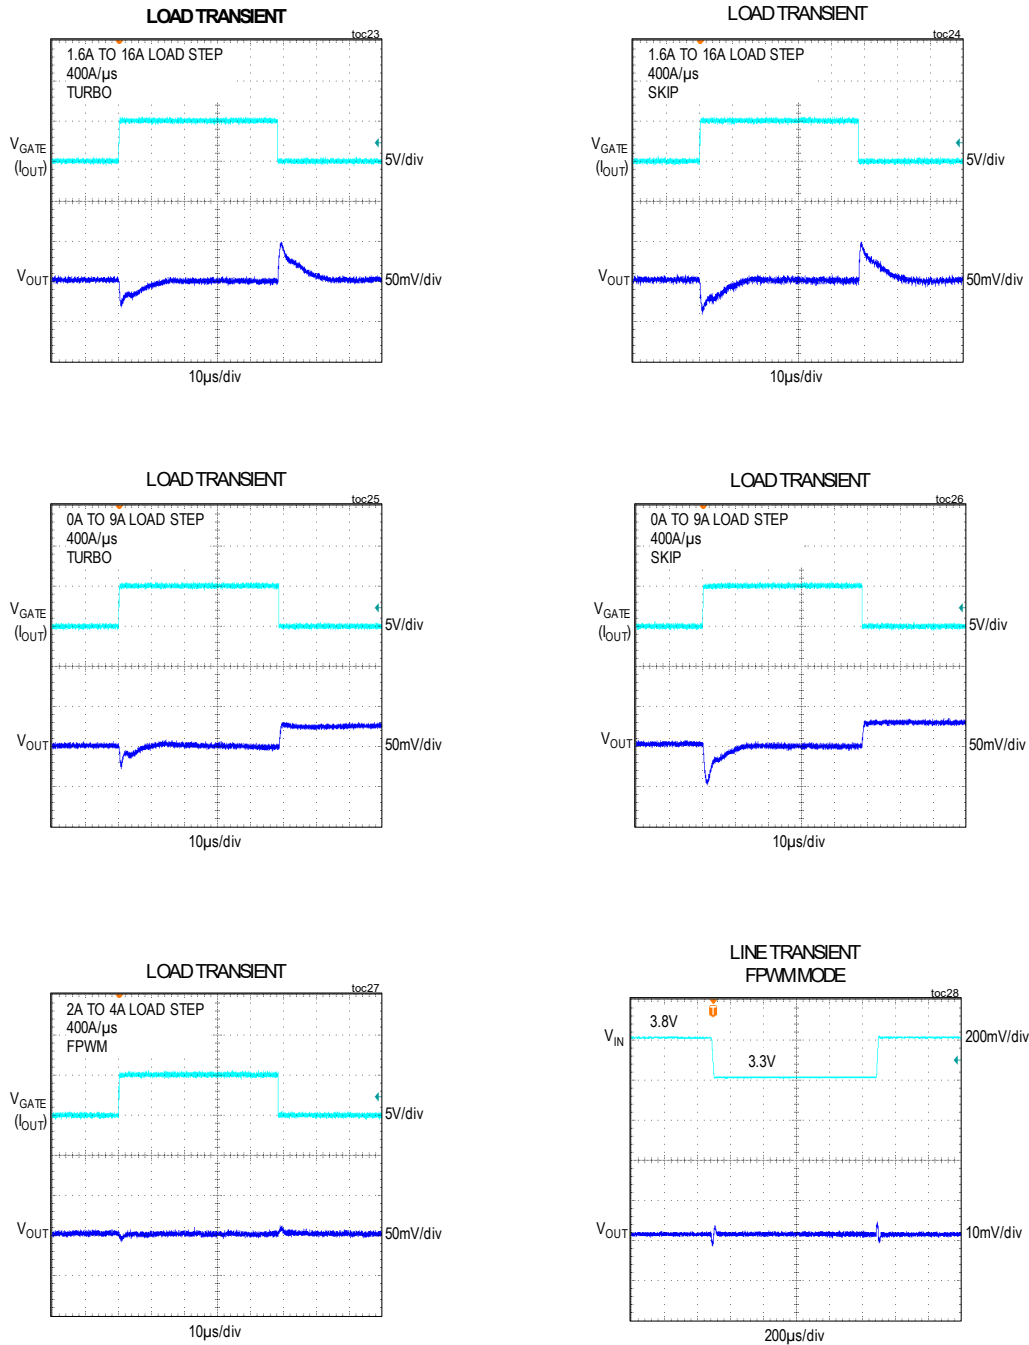 LOAD TRANSIENT
toc23
1.6A TO 16A LOAD STEP
400A/µs
TURBO
VGATE
(IOUT)
5V/div
VOUT
50mV/div
10µs/div
LOAD TRANSIENT
toc24
1.6A TO 16A LOAD STEP
400A/µs
SKIP
VGATE
(IOUT)
5V/div
VOUT
50mV/div
10µs/div
LOAD TRANSIENT
toc25
0A TO 9A LOAD STEP
400A/µs
TURBO
VGATE
(IOUT)
5V/div
VOUT
50mV/div
10µs/div
LOAD TRANSIENT
toc26
0A TO 9A LOAD STEP
400A/µs
SKIP
VGATE
(IOUT)
5V/div
VOUT
50mV/div
10µs/div
LOAD TRANSIENT
toc27
2A TO 4A LOAD STEP
400A/µs
FPWM
VGATE
(IOUT)
5V/div
VOUT
50mV/div
10µs/div
LINE TRANSIENT
FPWM MODE
toc28
T
3.8V
VIN
200mV/div
3.3V
VOUT
10mV/div
200µs/div